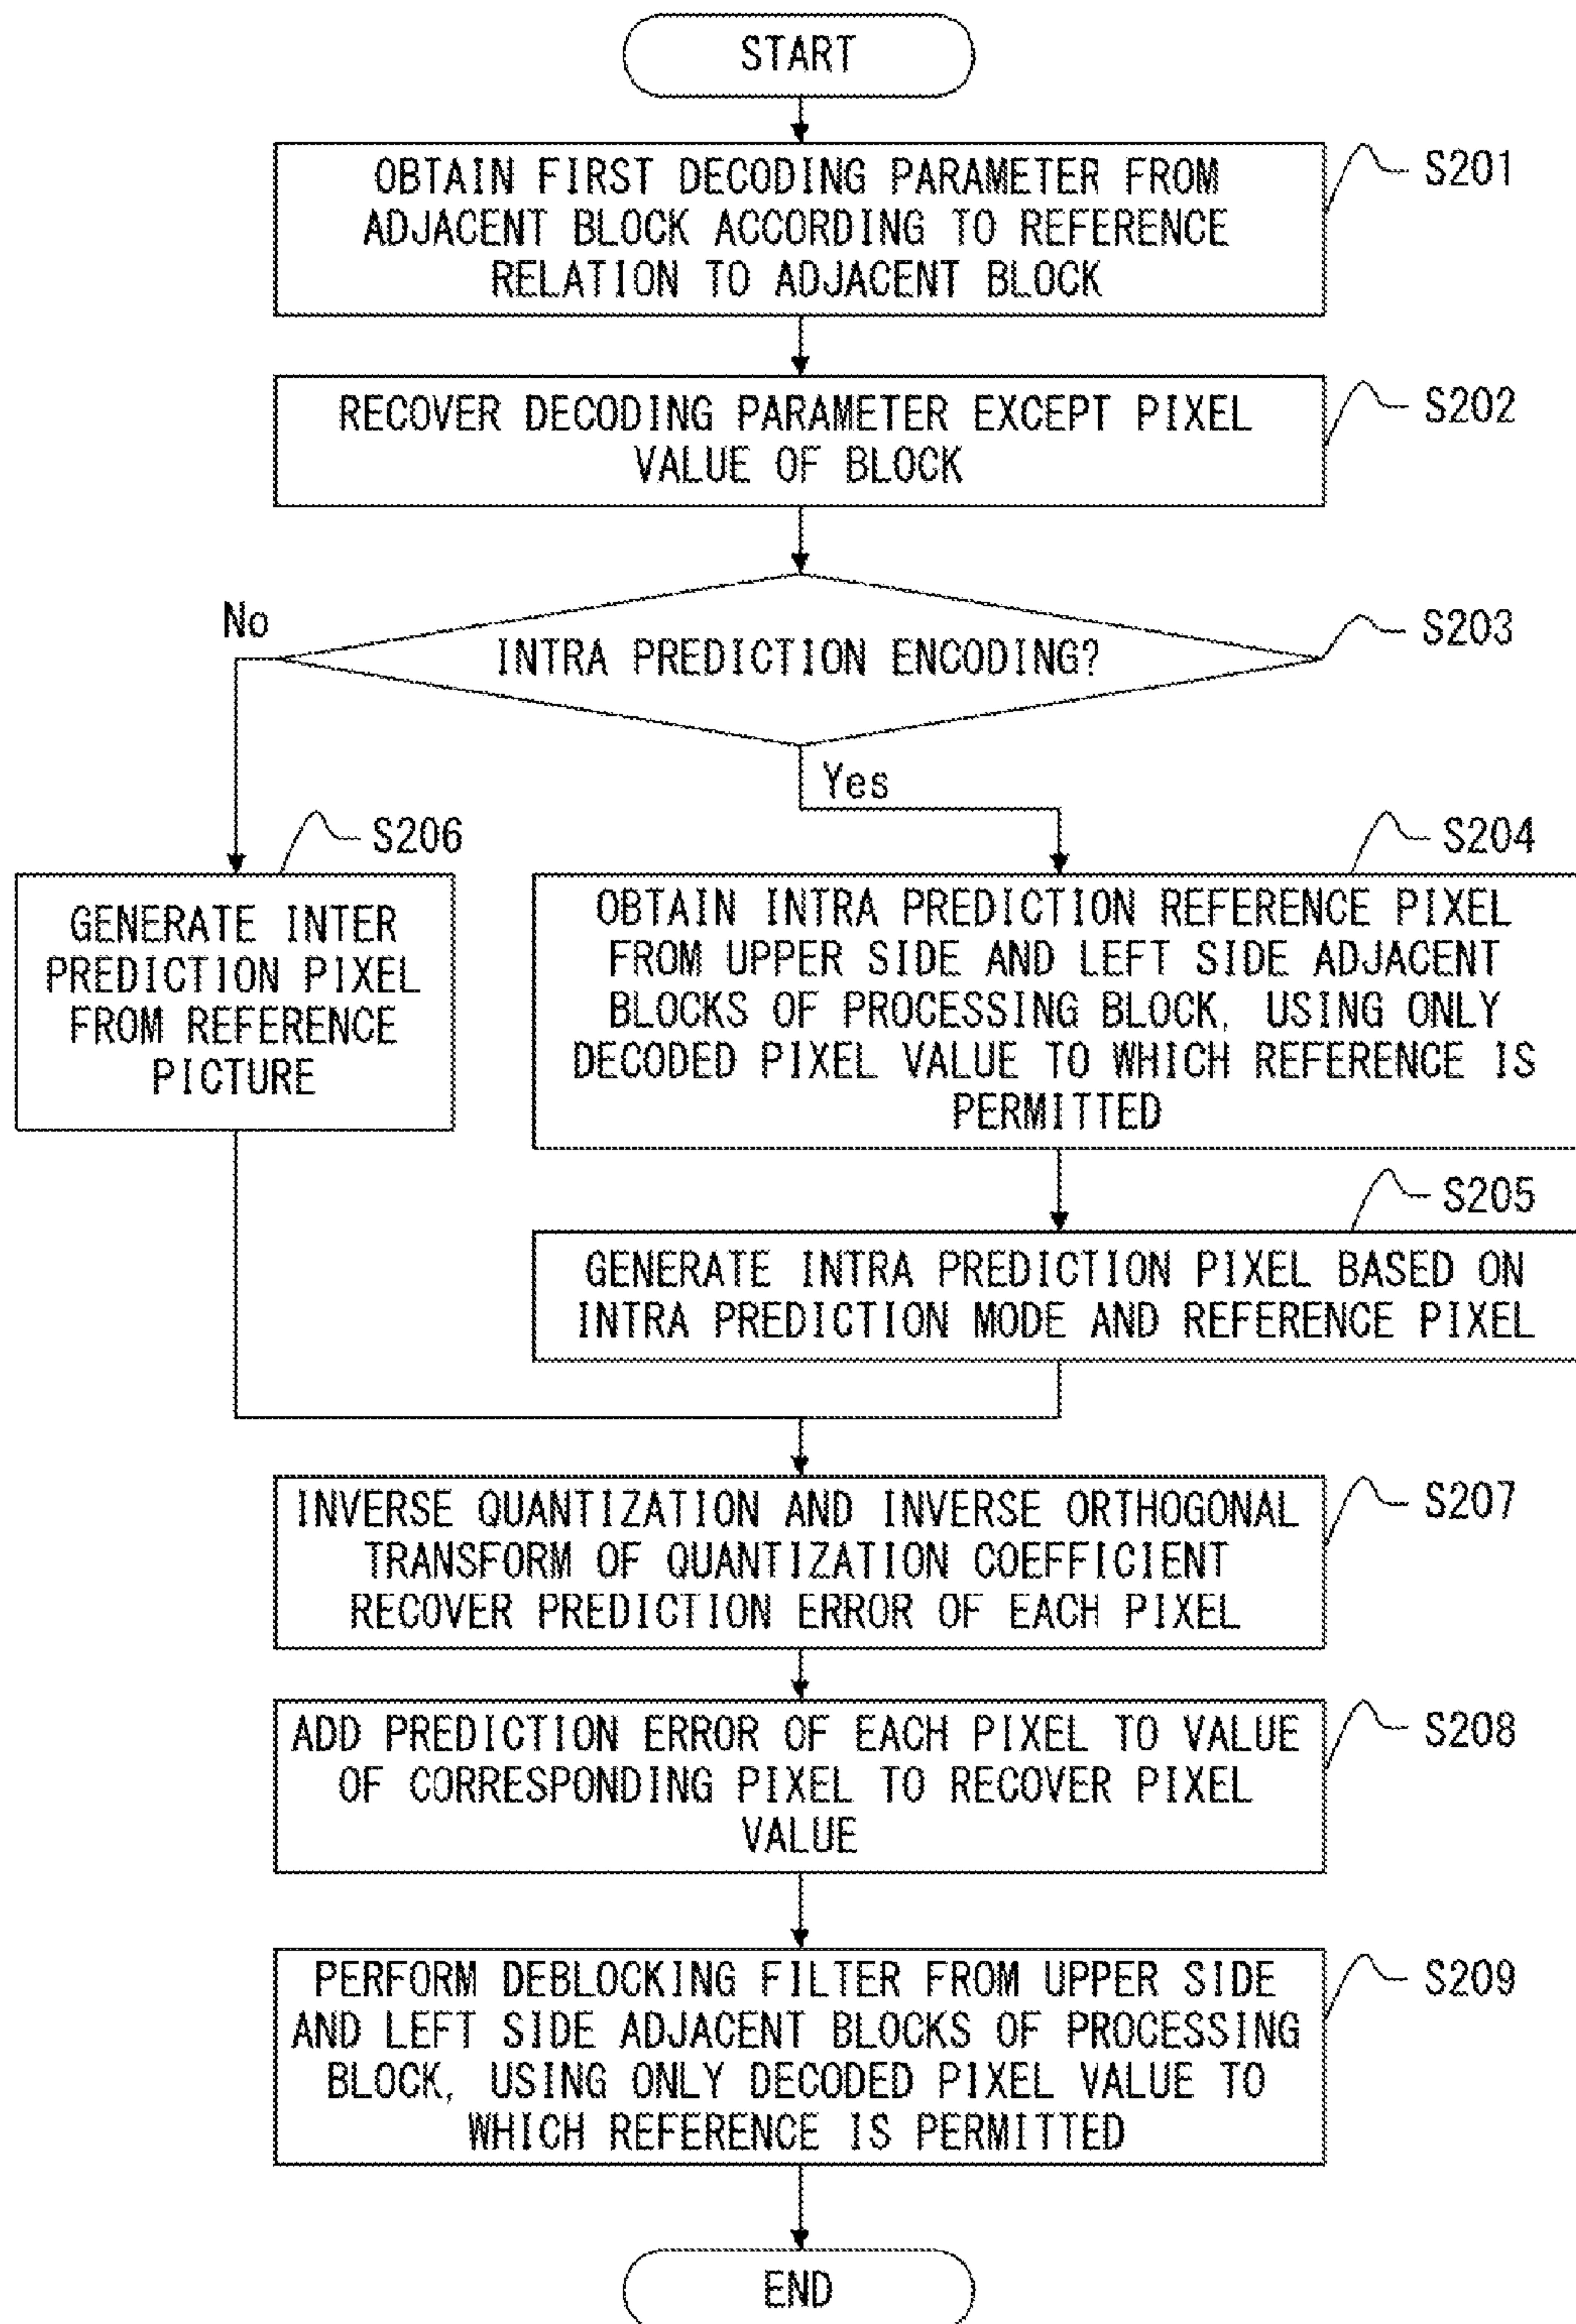 START
OBTAIN FIRST DECODING PARAMETER FROM
ADJACENT BLOCK ACCORDING TO REFERENCE
RELATION TO ADJACENT BLOCK
S201
RECOVER DECODING PARAMETER EXCEPT PIXEL
VALUE OF BLOCK
S202
INTRA PREDICTION ENCODING?
S203
No
Yes
S206
GENERATE INTER
PREDICTION PIXEL
FROM REFERENCE
PICTURE
S204
OBTAIN INTRA PREDICTION REFERENCE PIXEL
FROM UPPER SIDE AND LEFT SIDE ADJACENT
BLOCKS OF PROCESSING BLOCK, USING ONLY
DECODED PIXEL VALUE TO WHICH REFERENCE IS
PERMITTED
S205
GENERATE INTRA PREDICTION PIXEL BASED ON
INTRA PREDICTION MODE AND REFERENCE PIXEL
INVERSE QUANTIZATION AND INVERSE ORTHOGONAL
TRANSFORM OF QUANTIZATION COEFFICIENT
RECOVER PREDICTION ERROR OF EACH PIXEL
S207
ADD PREDICTION ERROR OF EACH PIXEL TO VALUE
OF CORRESPONDING PIXEL TO RECOVER PIXEL
VALUE
S208
PERFORM DEBLOCKING FILTER FROM UPPER SIDE
AND LEFT SIDE ADJACENT BLOCKS OF PROCESSING
BLOCK, USING ONLY DECODED PIXEL VALUE TO
WHICH REFERENCE IS PERMITTED
S209
END